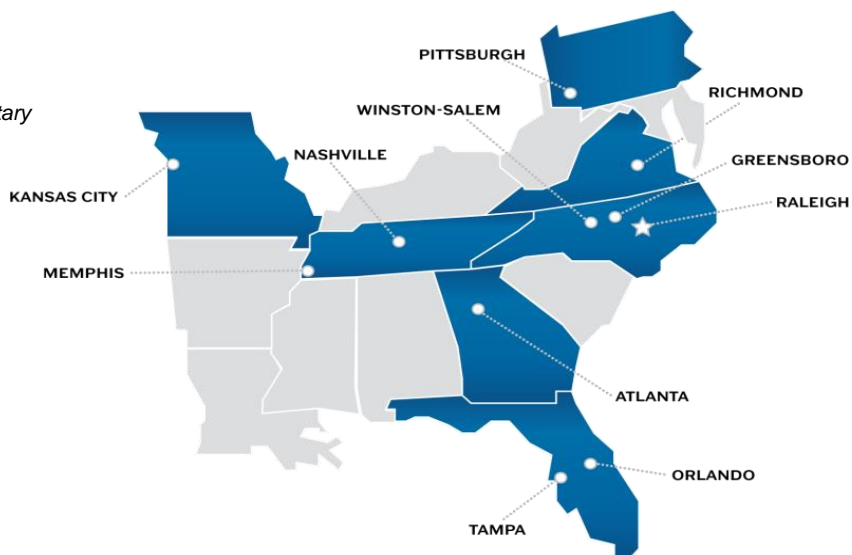 PITTSBURGH
RICHMOND
tary
WINSTON-SALEM
NASHVILLE
GREENSBORO
KANSAS CITY
RALEIGH
MEMPHIS
ATLANTA
ORLANDO
TAMPA